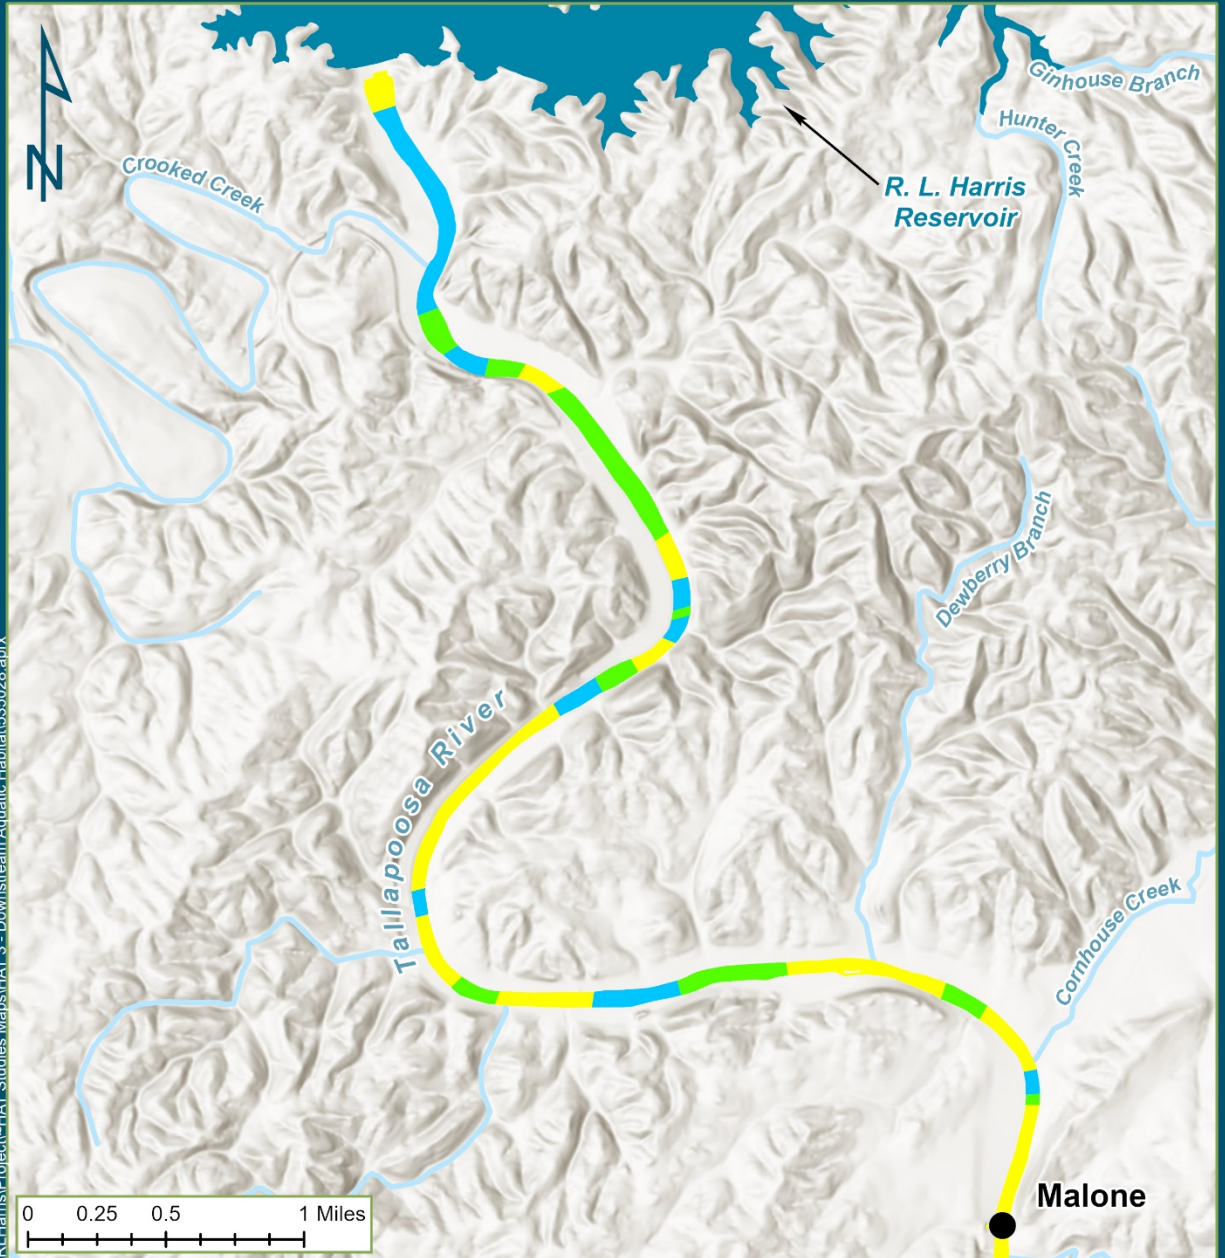 Ginhouse Branch
Hunter Creek
N
Crooked Creek
R. L. Harris
Reservoir
Dewberry Branch
Tallapoosa River
Cornhouse Creek
Malone
0 0.25 0.5 1 Miles